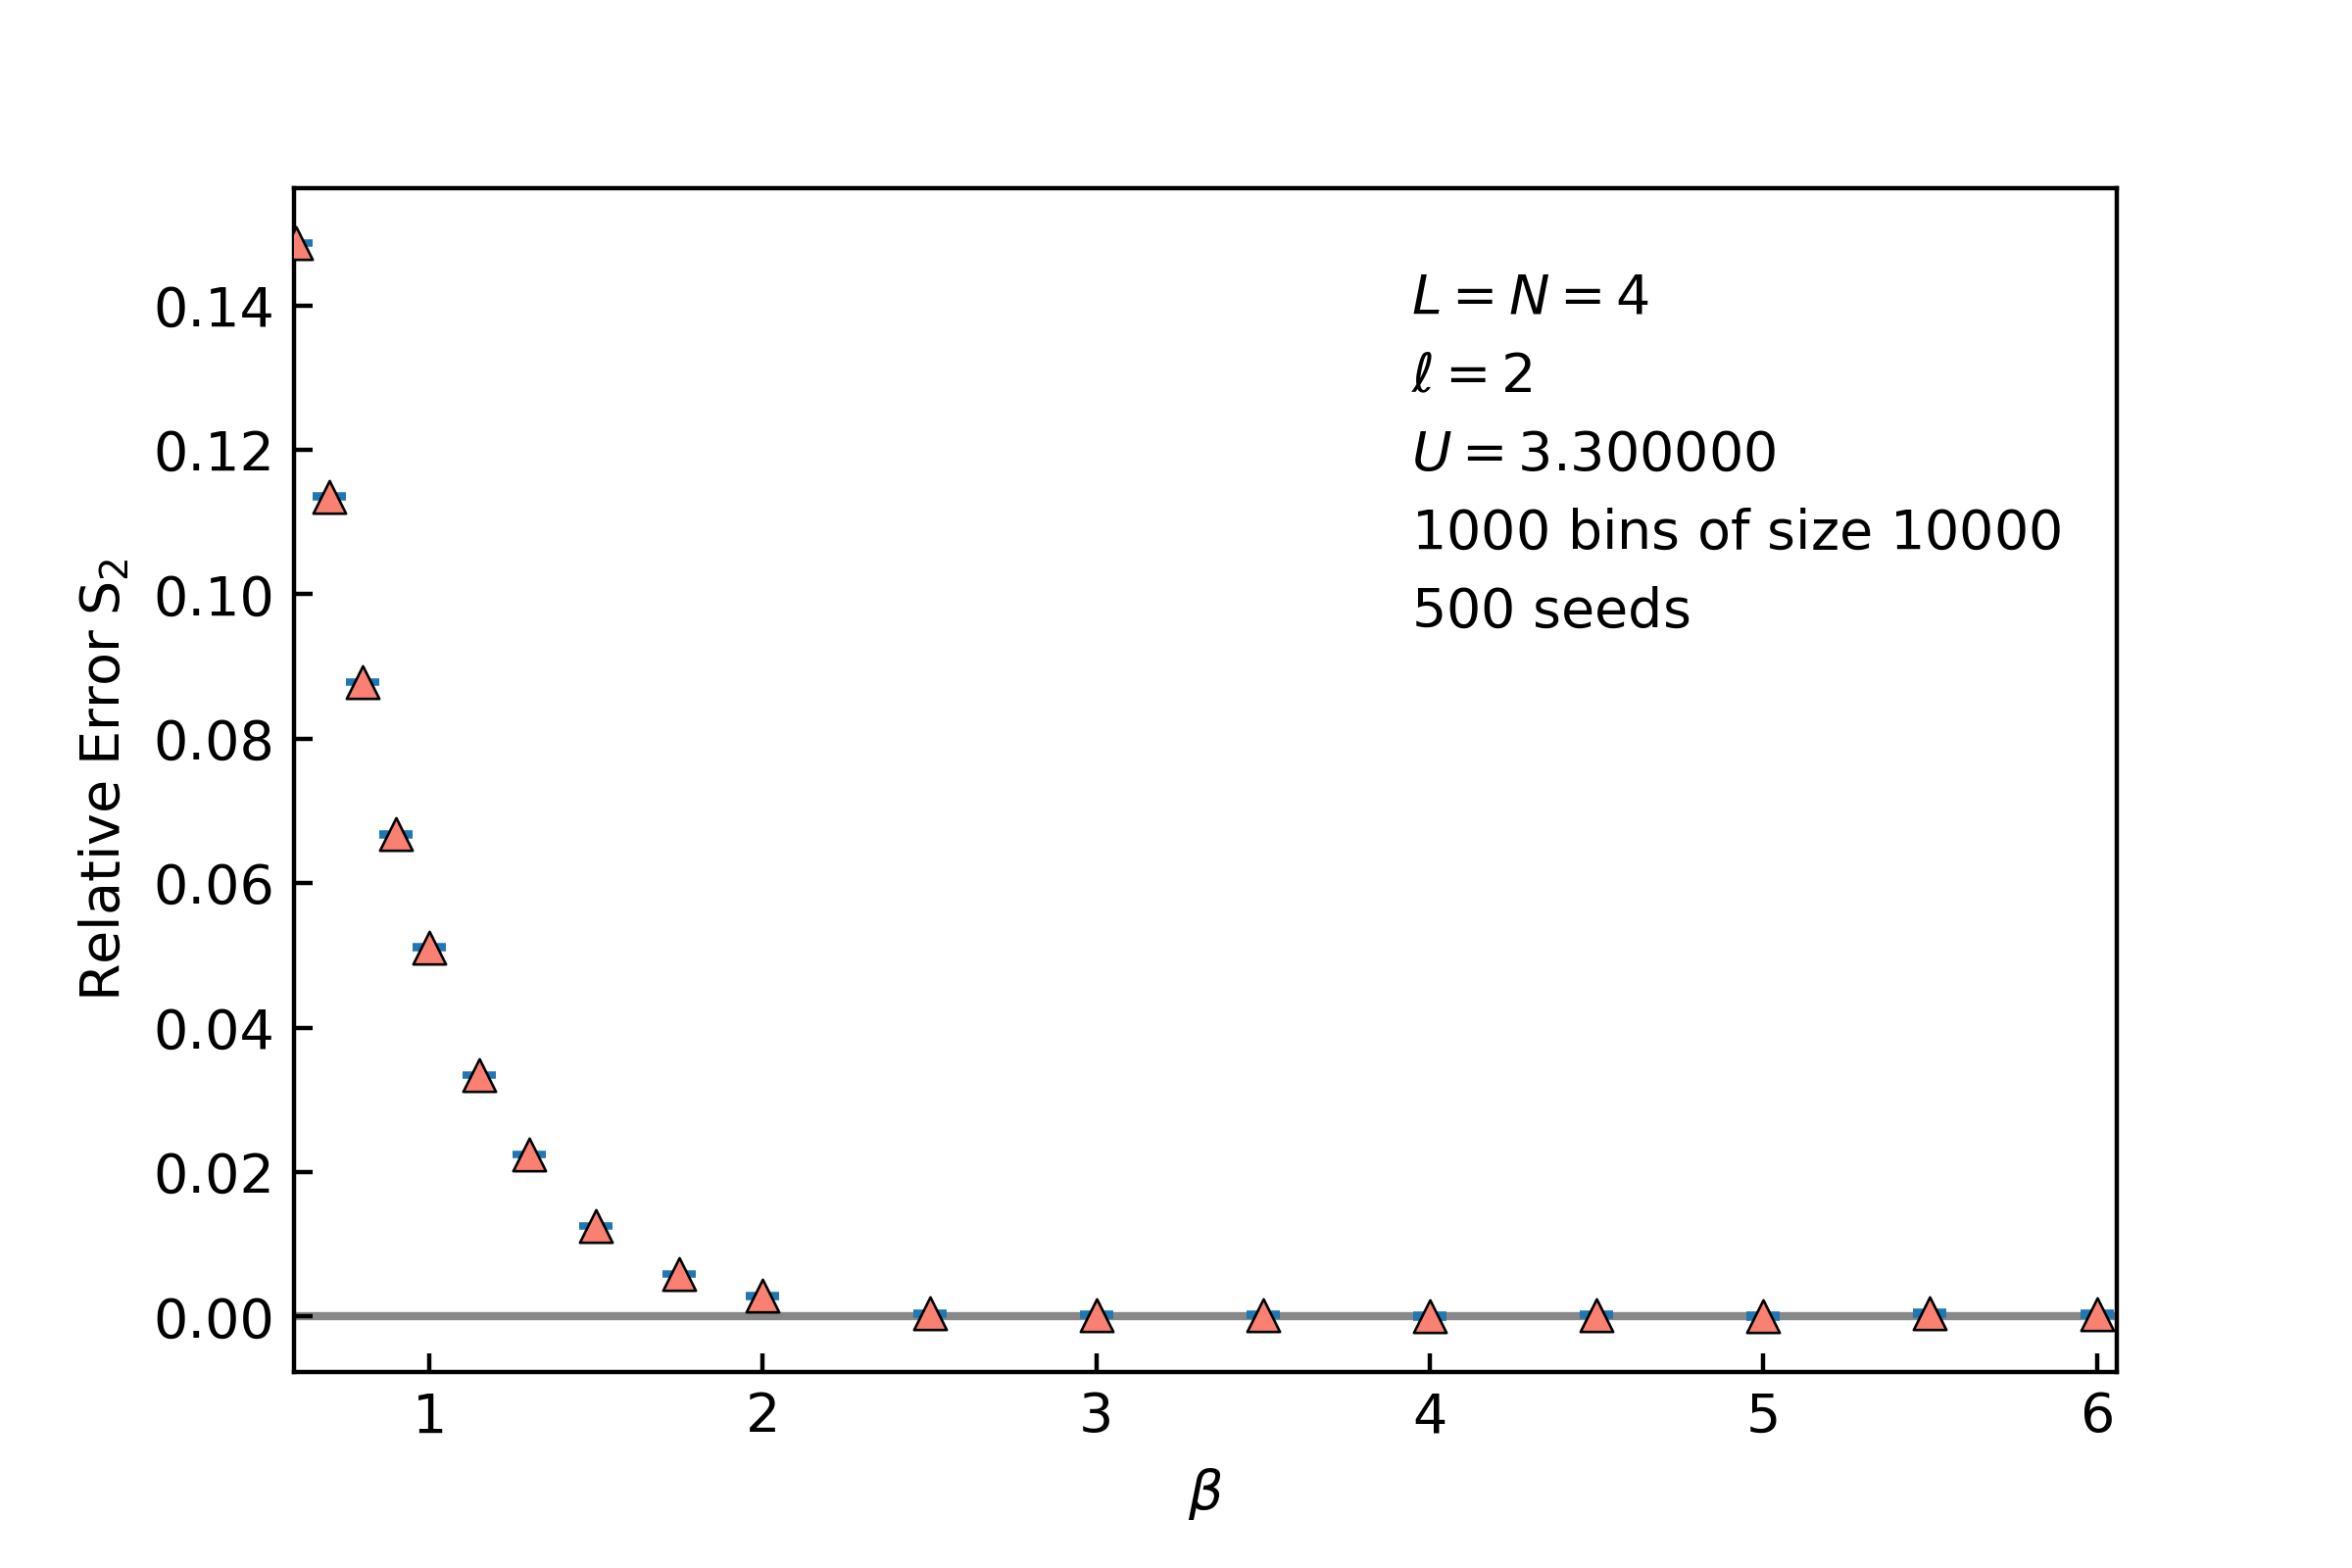 L = N = 4
ℓ = 2
U = 3.300000
1000 bins of size 10000
500 seeds
Relative Error S₂
0.14
0.12
0.10
0.08
0.06
0.04
0.02
0.00
1 2 3 4 5 6
β